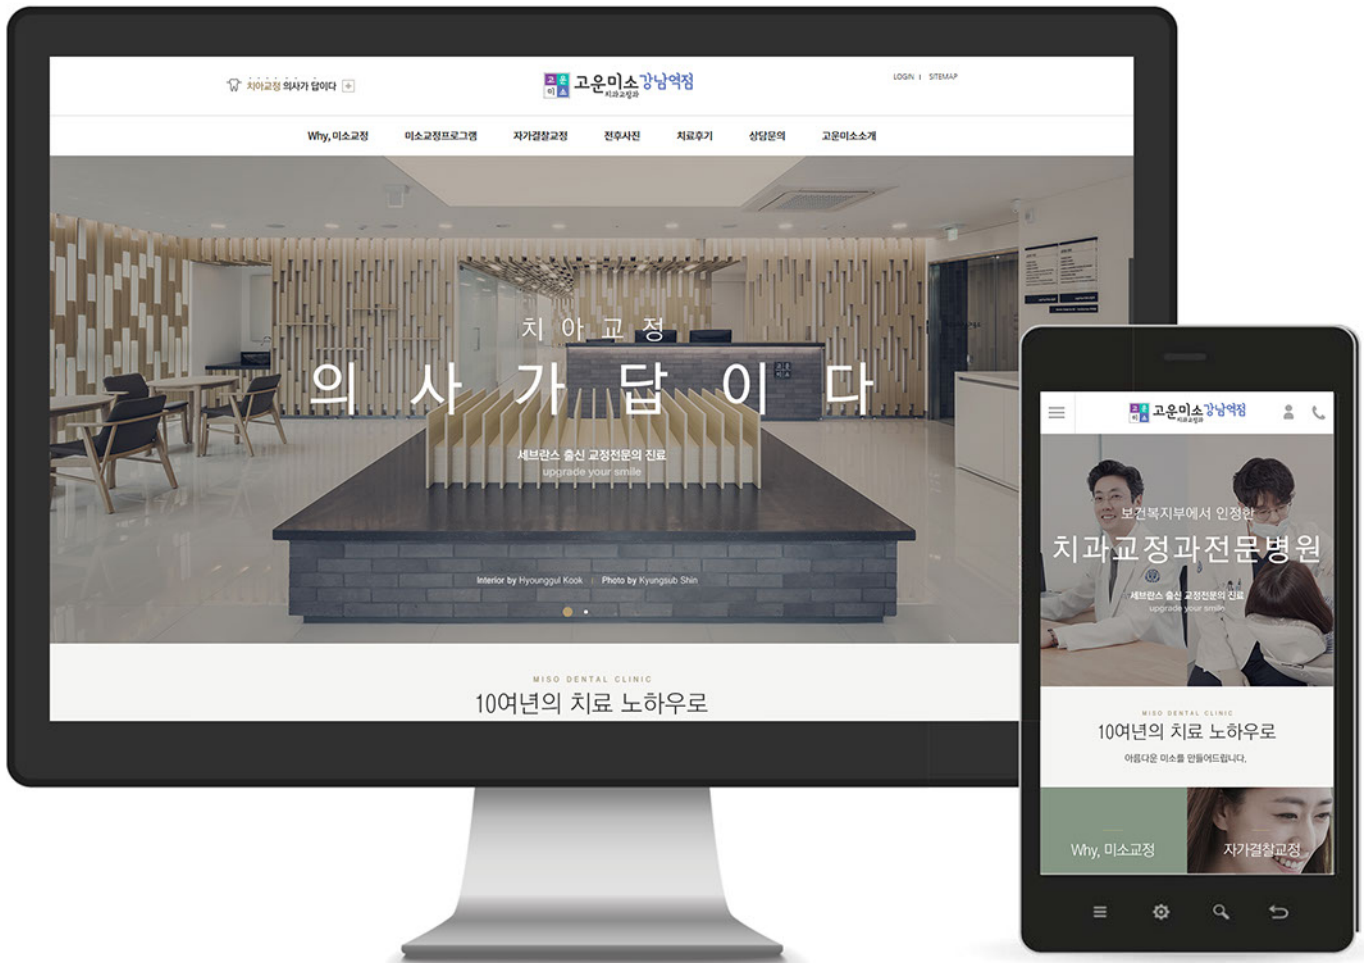 치아교정 의사가 답이다
고운미소 강남역점
치과교정과
LOGIN | SITEMAP
Why, 미소교정 미소교정프로그램 자가결찰교정 전후사진 치료후기 상담문의 고운미소소개
치아교정
의사가답이다
세브란스 출신 교정전문의 진료
upgrade your smile
Interior by Hyounggul Kook | Photo by Kyungsub Shin
MISO DENTAL CLINIC
10여년의 치료 노하우로
고운미소 강남역점
치과교정과
보건복지부에서 인정한
치과교정과전문병원
세브란스 출신 교정전문의 진료
upgrade your smile
MISO DENTAL CLINIC
10여년의 치료 노하우로
아름다운 미소를 만들어드립니다.
Why, 미소교정
자가결찰교정